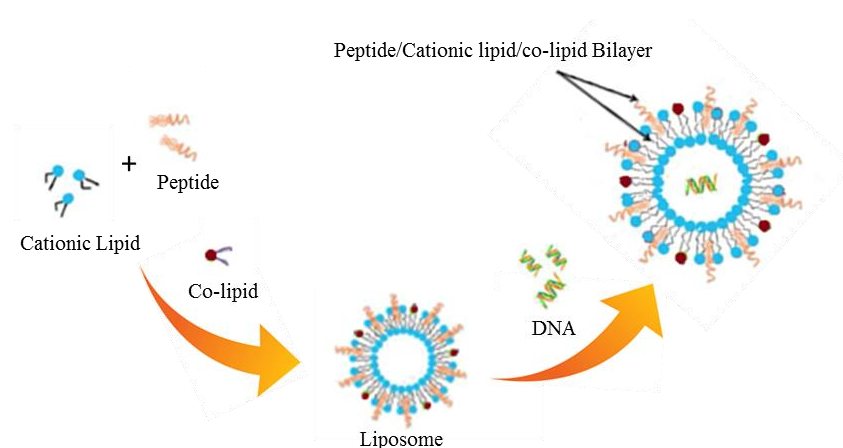 Peptide/Cationic lipid/co-lipid Bilayer
+
Peptide
Cationic Lipid
Co-lipid
DNA
Liposome